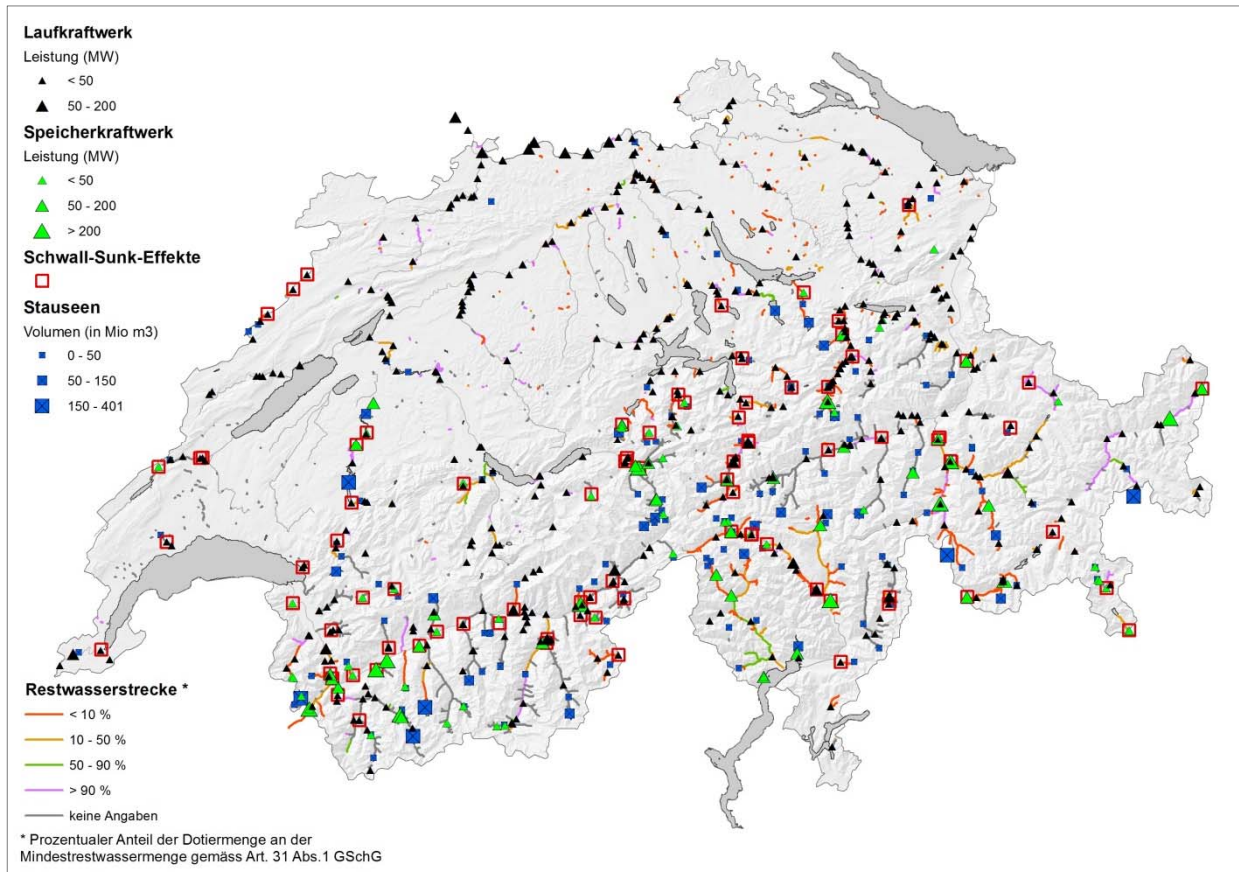 Laufkraftwerk
Leistung (MW)
< 50
50 - 200
Speicherkraftwerk
Leistung (MW)
< 50
50 - 200
> 200
Schwall-Sunk-Effekte
Stauseen
Volumen (in Mio m3)
0 - 50
50 - 150
150 - 401
Restwasserstrecke *
< 10 %
10 - 50 %
50 - 90 %
> 90 %
keine Angaben
* Prozentualer Anteil der Dotiermenge an der
Mindestrestwassermenge gemäss Art. 31 Abs.1 GSchG